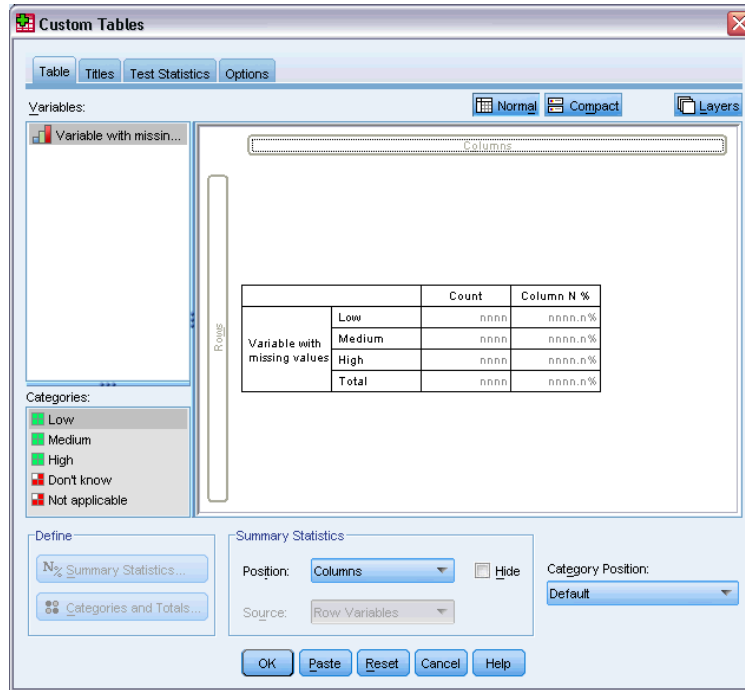 Custom Tables
Table Titles Test Statistics Options
Variables:
Normal Compact Layers
Variable with missin...
Columns
Rows
Count Column N %
Variable with missing values
Low nnnn nnnn.n%
Medium nnnn nnnn.n%
High nnnn nnnn.n%
Total nnnn nnnn.n%
Categories:
Low
Medium
High
Don't know
Not applicable
Define
N% Summary Statistics...
Categories and Totals...
Summary Statistics
Position: Columns Hide
Source: Row Variables
Category Position:
Default
OK Paste Reset Cancel Help